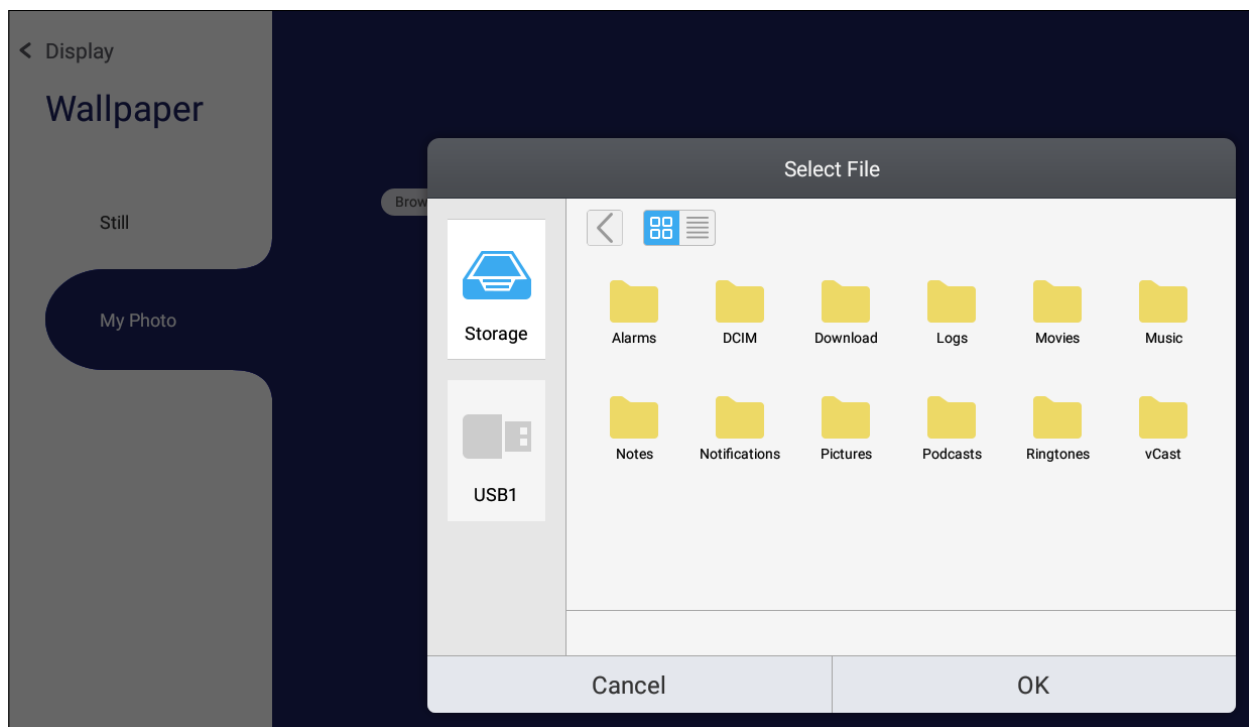 Display
Wallpaper
Still
My Photo
Brow
Select File
Storage
USB1
Alarms DCIM Download Logs Movies Music
Notes Notifications Pictures Podcasts Ringtones vCast
Cancel OK